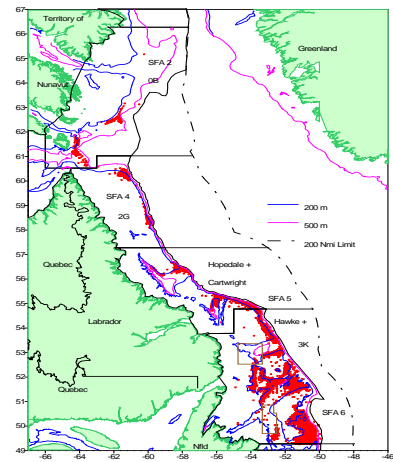 67
66
65
64
63
62
61
60
59
58
57
56
55
54
53
52
51
50
49
Territory of
Nunavut
Greenland
SFA 2
0B
SFA 4
2G
200 m
500 m
200 Nmi Limit
Quebec
Hopedale +
Cartwright
SFA 5
Labrador
Hawke +
3K
Quebec
SFA 6
Nfld
-66 -64 -62 -60 -58 -56 -54 -52 -50 -48 -46